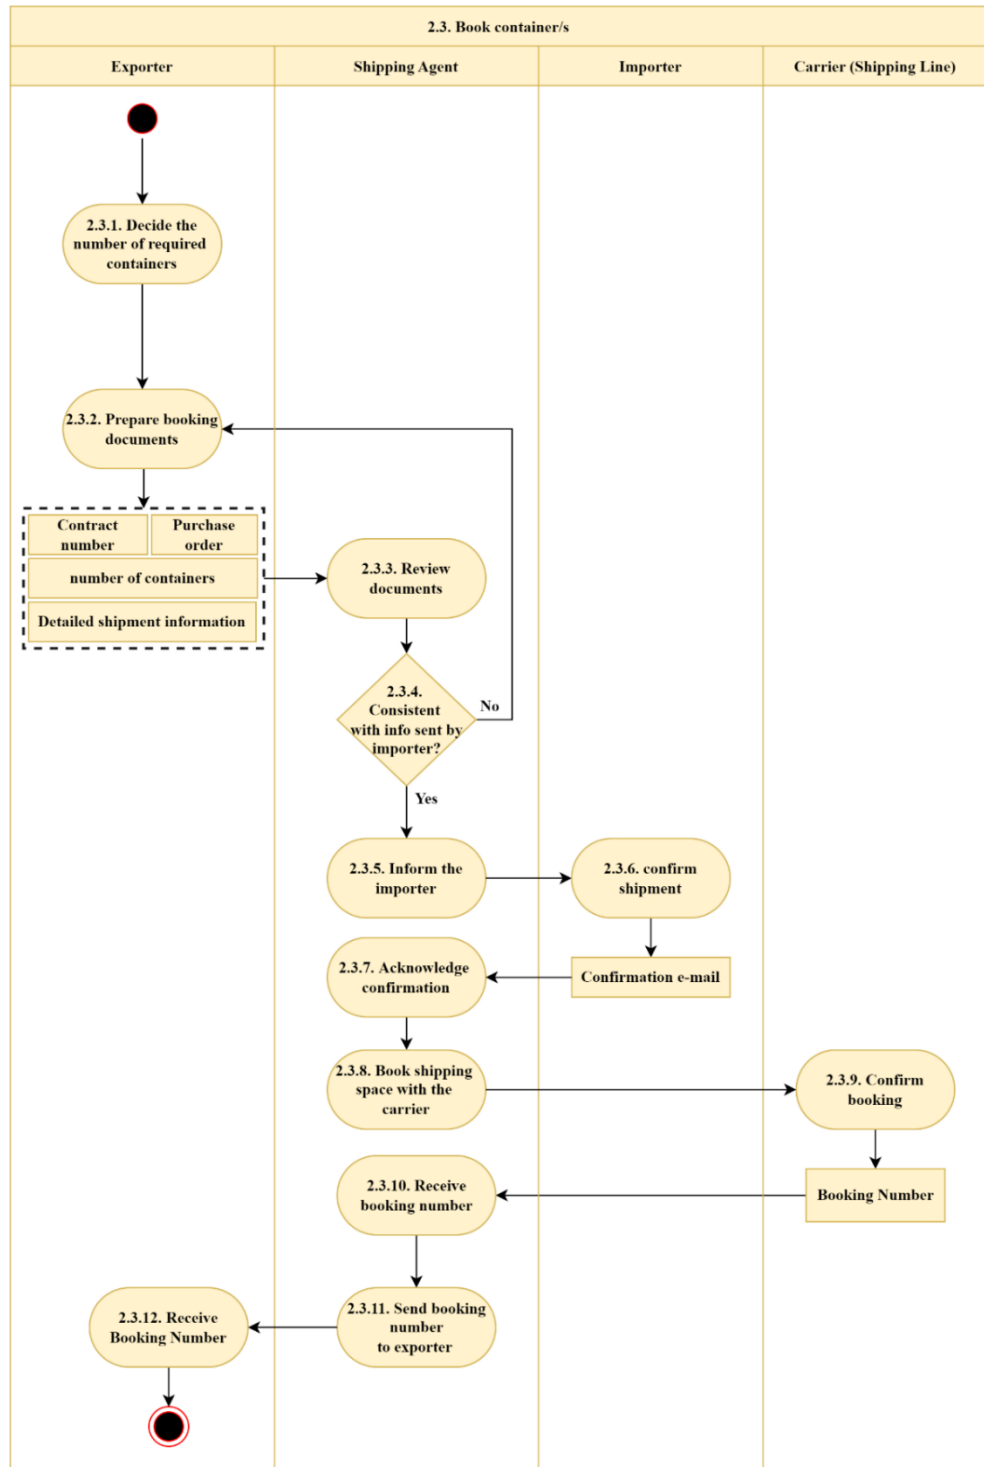 2.3. Book container/s
Exporter
Shipping Agent
Importer
Carrier (Shipping Line)
2.3.1. Decide the
number of required
containers
2.3.2. Prepare booking
documents
Contract
number
Purchase
order
number of containers
Detailed shipment information
2.3.3. Review
documents
2.3.4.
Consistent
with info sent by
importer?
No
Yes
2.3.5. Inform the
importer
2.3.6. confirm
shipment
Confirmation e-mail
2.3.7. Acknowledge
confirmation
2.3.8. Book shipping
space with the
carrier
2.3.9. Confirm
booking
Booking Number
2.3.10. Receive
booking number
2.3.11. Send booking
number
to exporter
2.3.12. Receive
Booking Number